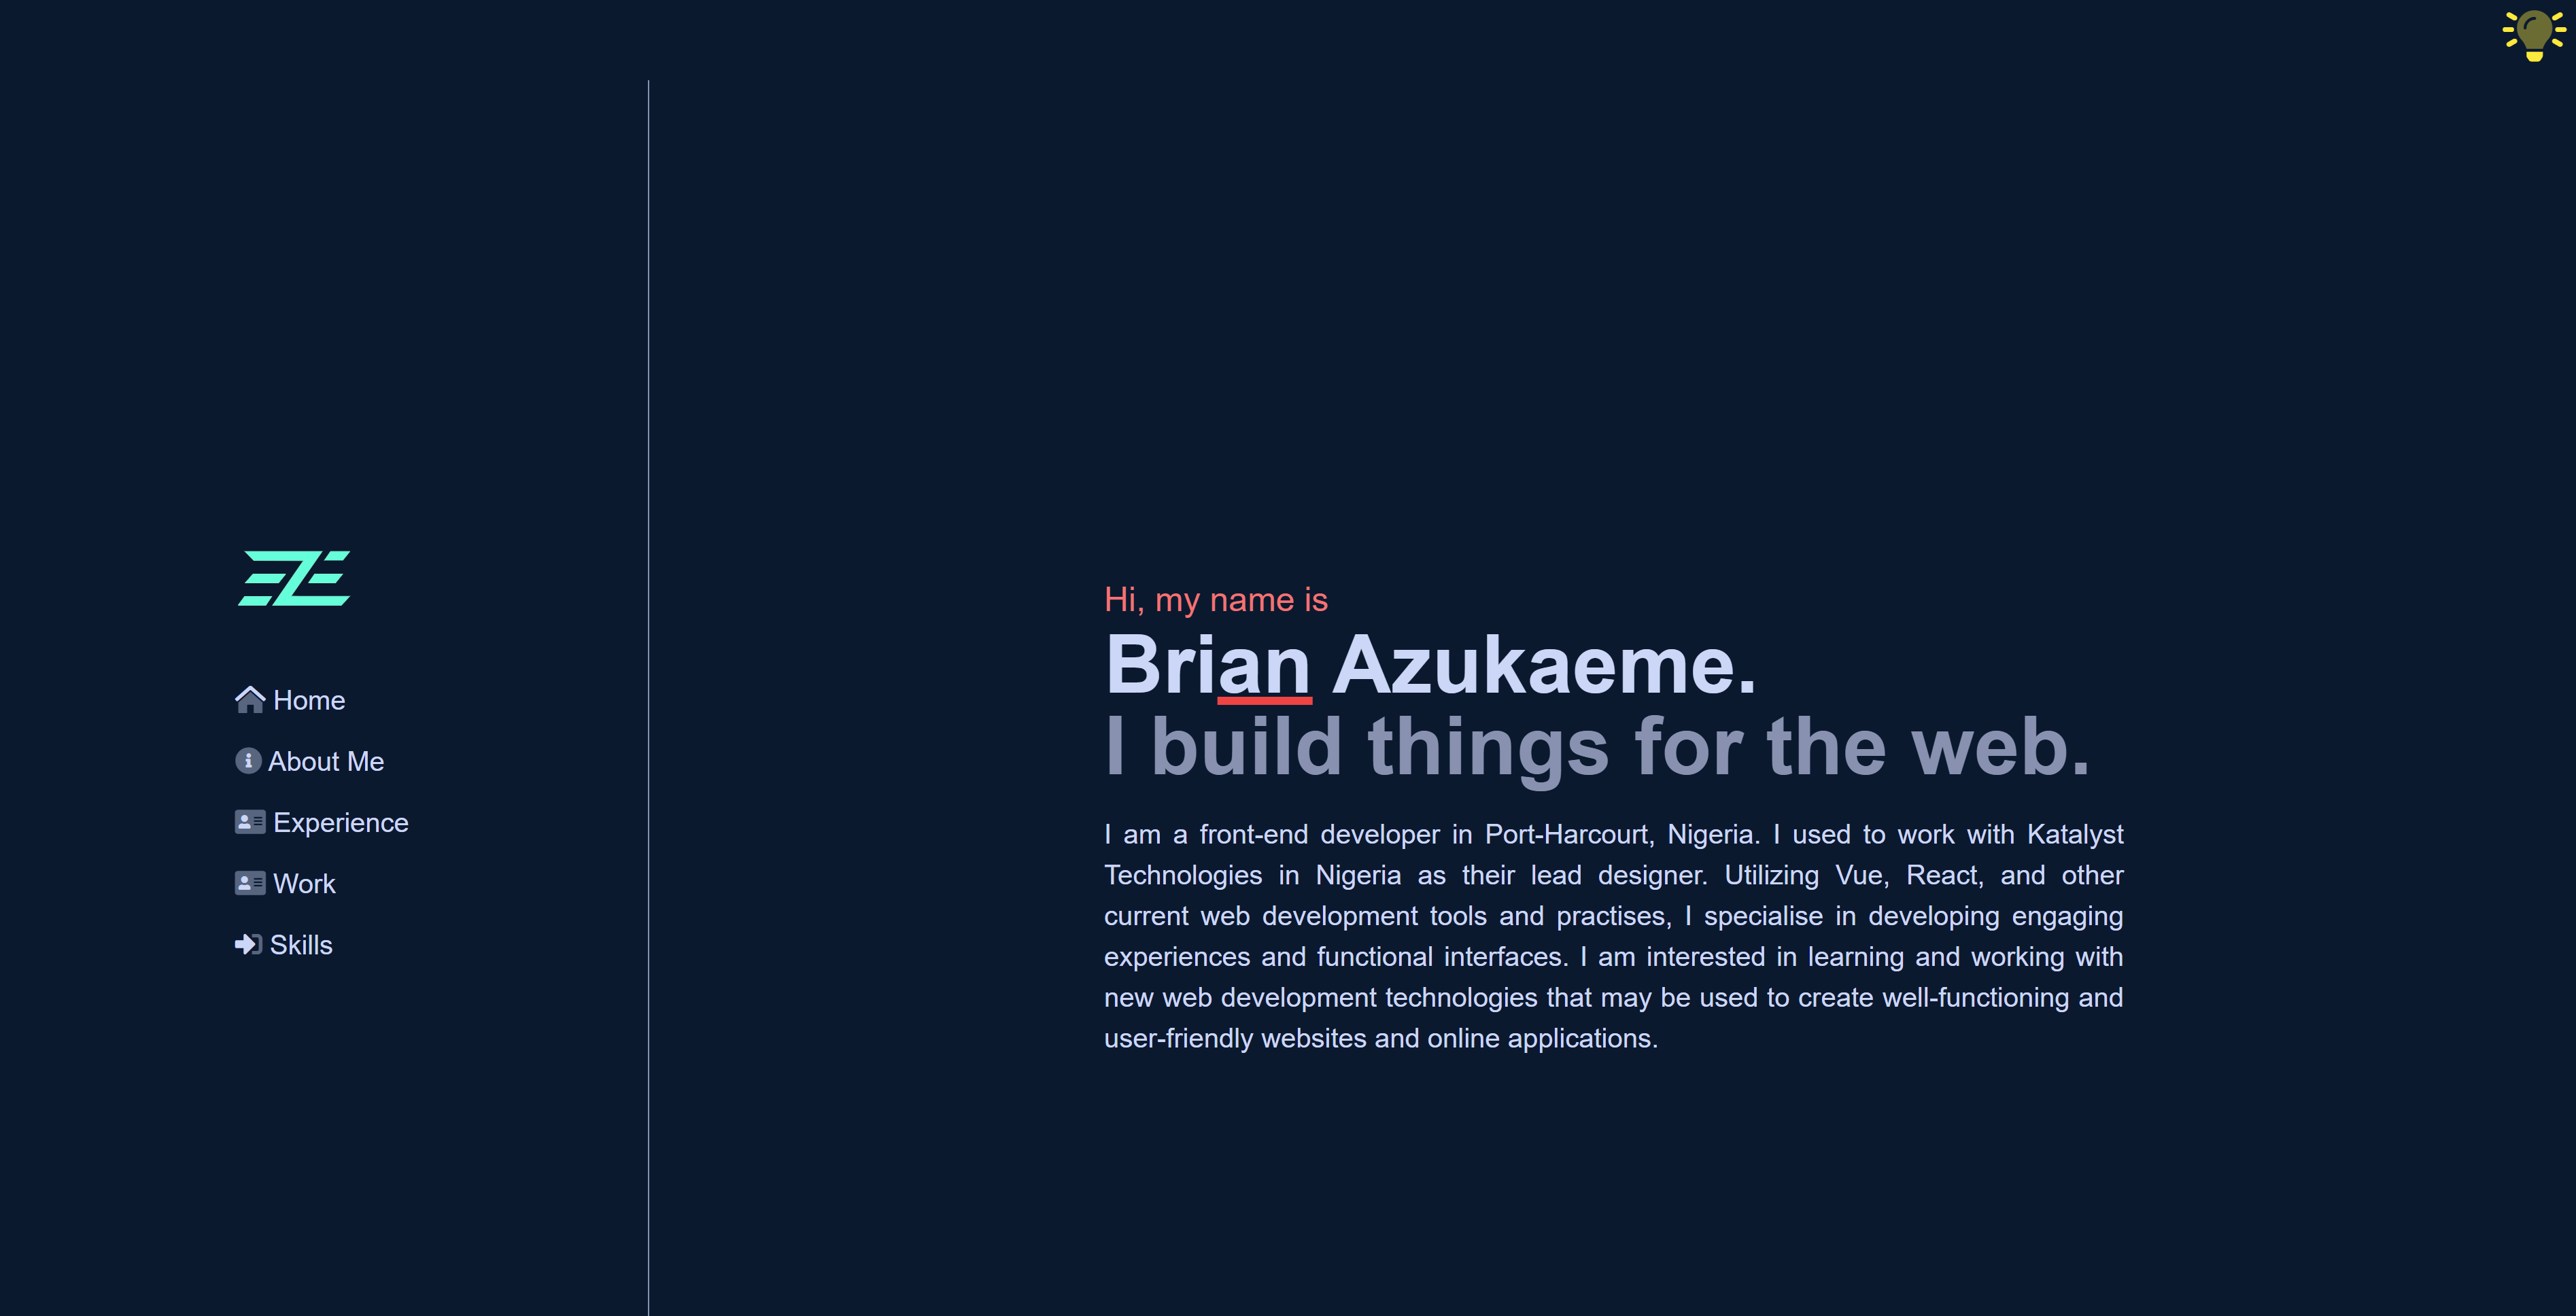 EZE
Home
About Me
Experience
Work
Skills
Hi, my name is
Brian Azukaeme.
I build things for the web.
I am a front-end developer in Port-Harcourt, Nigeria. I used to work with Katalyst
Technologies in Nigeria as their lead designer. Utilizing Vue, React, and other
current web development tools and practises, I specialise in developing engaging
experiences and functional interfaces. I am interested in learning and working with
new web development technologies that may be used to create well-functioning and
user-friendly websites and online applications.